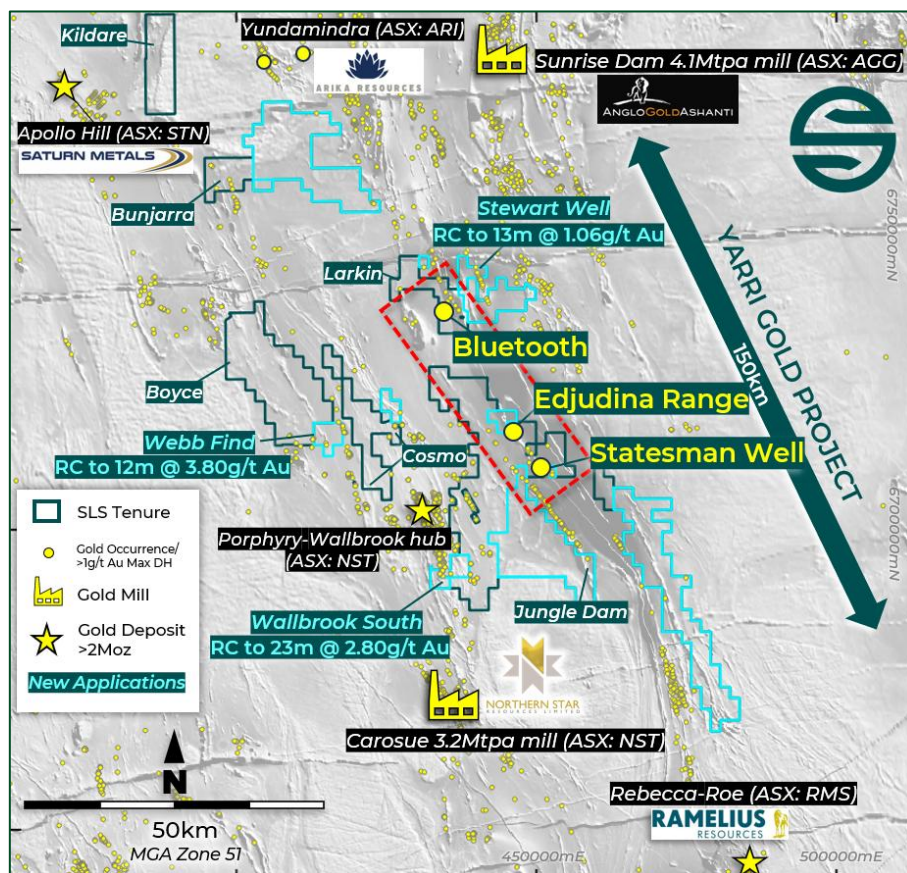 Kildare
Yundamindra (ASX: ARI)
ARIKA RESOURCES
Sunrise Dam 4.1Mtpa mill (ASX: AGG)
ANGLOGOLDASHANTI
Apollo Hill (ASX: STN)
SATURN METALS
Bunjarra
Stewart Well
RC to 13m @ 1.06g/t Au
6750000mN
Larkin
YARRI GOLD PROJECT
150km
Bluetooth
Boyce
Edjudina Range
Webb Find
RC to 12m @ 3.80g/t Au
Cosmo
Statesman Well
SLS Tenure
Gold Occurrence/
>1g/t Au Max DH
Gold Mill
Gold Deposit
>2Moz
New Applications
Porphyry-Wallbrook hub
(ASX: NST)
6700000mN
Jungle Dam
Wallbrook South
RC to 23m @ 2.80g/t Au
NORTHERN STAR
RESOURCES LIMITED
Carosue 3.2Mtpa mill (ASX: NST)
N
50km
MGA Zone 51
Rebecca-Roe (ASX: RMS)
RAMELIUS
RESOURCES
450000mE
500000mE